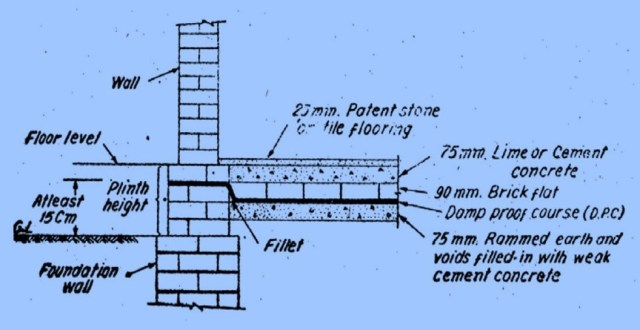 Wall
25 mm. Patent stone
or tile flooring
Floor level
75 mm. Lime or Cement
concrete
Atleast
15 Cm
Plinth
height
90 mm. Brick flat
Damp proof course (D.P.C)
G.L
Fillet
75 mm. Rammed earth and
voids filled-in with weak
cement concrete
Foundation
wall